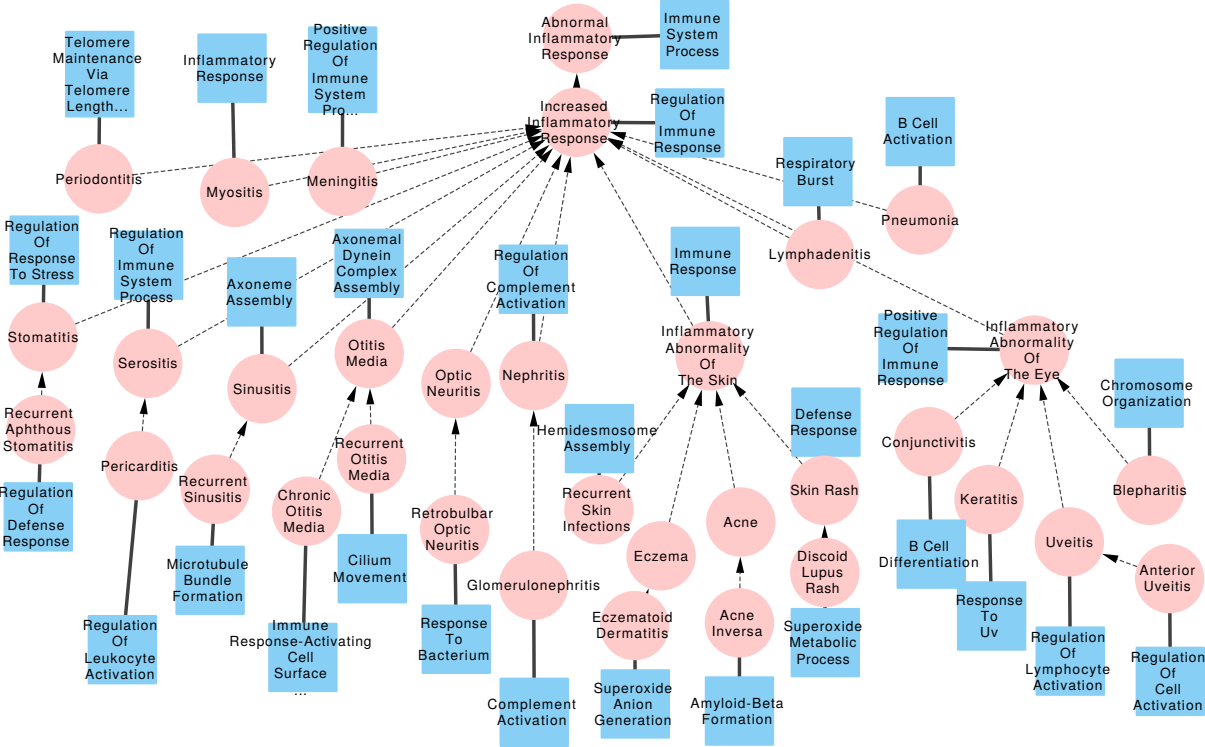 Abnormal
Inflammatory
Response
Immune
System
Process
Telomere
Maintenance
Via
Telomere
Length...
Inflammatory
Response
Positive
Regulation
Of
Immune
System
Pro...
Increased
Inflammatory
Response
Regulation
Of
Immune
Response
B Cell
Activation
Respiratory
Burst
Periodontitis
Myositis
Meningitis
Pneumonia
Lymphadenitis
Regulation
Of
Response
To Stress
Regulation
Of
Immune
System
Process
Axoneme
Assembly
Axonemal
Dynein
Complex
Assembly
Regulation
Of
Complement
Activation
Immune
Response
Positive
Regulation
Of
Immune
Response
Inflammatory
Abnormality
Of
The Eye
Stomatitis
Serositis
Sinusitis
Otitis
Media
Optic
Neuritis
Nephritis
Inflammatory
Abnormality
Of
The Skin
Chromosome
Organization
Recurrent
Aphthous
Stomatitis
Pericarditis
Recurrent
Sinusitis
Chronic
Otitis
Media
Recurrent
Otitis
Media
Hemidesmosome
Assembly
Defense
Response
Conjunctivitis
Keratitis
Blepharitis
Regulation
Of
Defense
Response
Retrobulbar
Optic
Neuritis
Recurrent
Skin
Infections
Acne
Skin Rash
Uveitis
Microtubule
Bundle
Formation
Cilium
Movement
Glomerulonephritis
Eczema
Discoid
Lupus
Rash
B Cell
Differentiation
Anterior
Uveitis
Regulation
Of
Leukocyte
Activation
Immune
Response-Activating
Cell
Surface
...
Response
To
Bacterium
Eczematoid
Dermatitis
Acne
Inversa
Superoxide
Metabolic
Process
Response
To
Uv
Regulation
Of
Lymphocyte
Activation
Regulation
Of
Cell
Activation
Complement
Activation
Superoxide
Anion
Generation
Amyloid-Beta
Formation